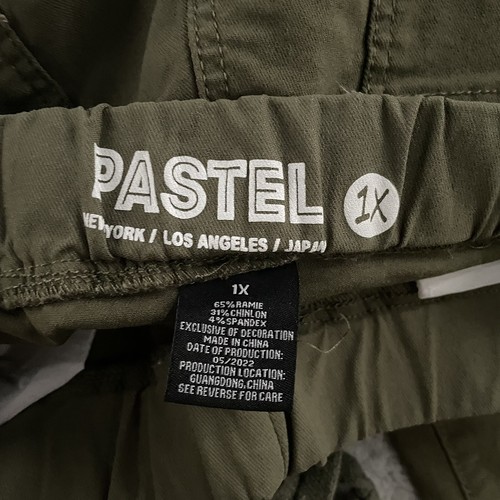 PASTEL 1X
NEW YORK / LOS ANGELES / JAPAN
1X
65%RAMIE
31%CHINLON
4%SPANDEX
EXCLUSIVE OF DECORATION
MADE IN CHINA
DATE OF PRODUCTION:
05/2022
PRODUCTION LOCATION:
GUANGDONG,CHINA
SEE REVERSE FOR CARE